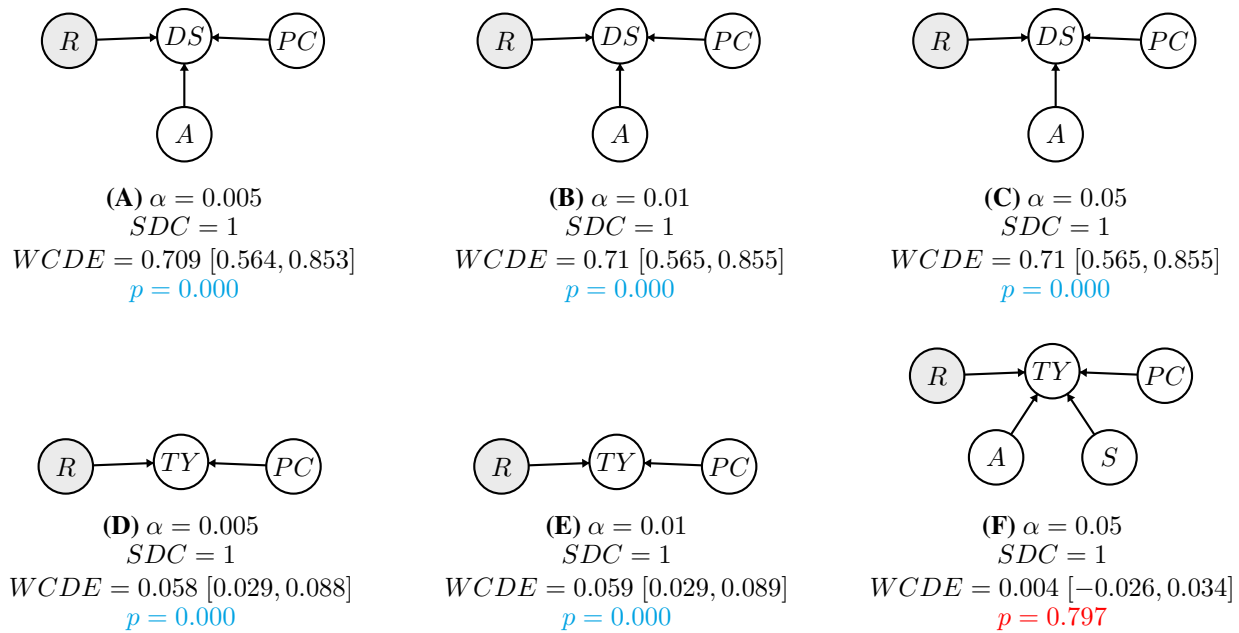 R DS PC
A
(A) α = 0.005
SDC = 1
WCDE = 0.709 [0.564, 0.853]
p = 0.000
R DS PC
A
(B) α = 0.01
SDC = 1
WCDE = 0.71 [0.565, 0.855]
p = 0.000
R DS PC
A
(C) α = 0.05
SDC = 1
WCDE = 0.71 [0.565, 0.855]
p = 0.000
R TY PC
(D) α = 0.005
SDC = 1
WCDE = 0.058 [0.029, 0.088]
p = 0.000
R TY PC
(E) α = 0.01
SDC = 1
WCDE = 0.059 [0.029, 0.089]
p = 0.000
R TY PC
A S
(F) α = 0.05
SDC = 1
WCDE = 0.004 [−0.026, 0.034]
p = 0.797